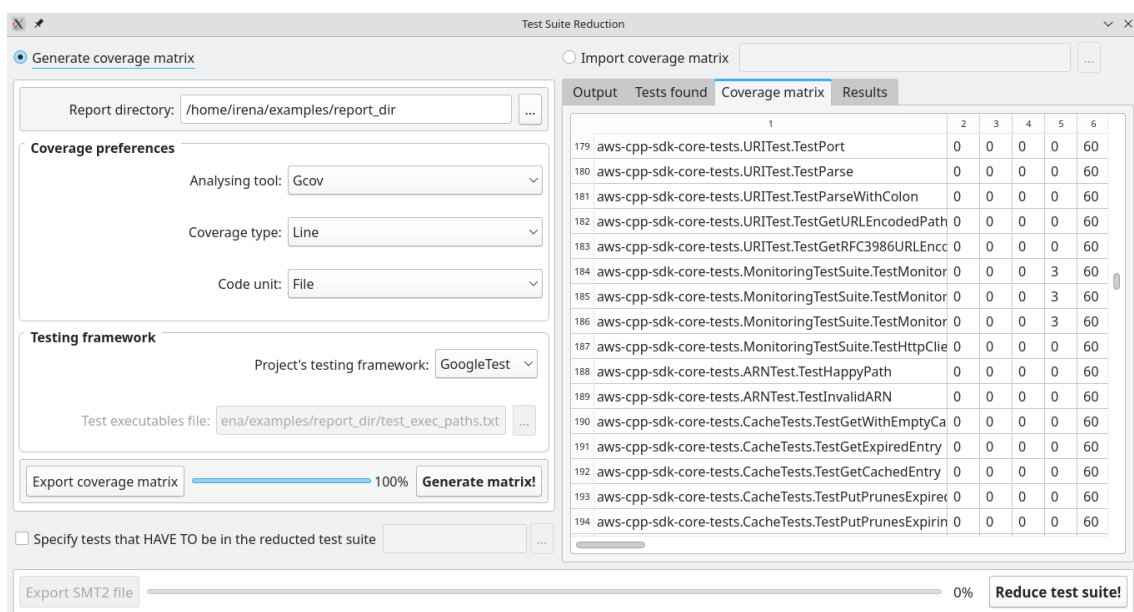 Test Suite Reduction
Generate coverage matrix
Import coverage matrix
...
Report directory: /home/irena/examples/report_dir ...
Coverage preferences
Analysing tool: Gcov
Coverage type: Line
Code unit: File
Testing framework
Project's testing framework: GoogleTest
Test executables file: ena/examples/report_dir/test_exec_paths.txt ...
Export coverage matrix 100% Generate matrix!
Specify tests that HAVE TO be in the reducted test suite ...
Output Tests found Coverage matrix Results
1 2 3 4 5 6
179 aws-cpp-sdk-core-tests.URITest.TestPort 0 0 0 0 60
180 aws-cpp-sdk-core-tests.URITest.TestParse 0 0 0 0 60
181 aws-cpp-sdk-core-tests.URITest.TestParseWithColon 0 0 0 0 60
182 aws-cpp-sdk-core-tests.URITest.TestGetURLEncodedPath 0 0 0 0 60
183 aws-cpp-sdk-core-tests.URITest.TestGetRFC3986URLEnco 0 0 0 0 60
184 aws-cpp-sdk-core-tests.MonitoringTestSuite.TestMonitor 0 0 0 3 60
185 aws-cpp-sdk-core-tests.MonitoringTestSuite.TestMonitor 0 0 0 3 60
186 aws-cpp-sdk-core-tests.MonitoringTestSuite.TestMonitor 0 0 0 3 60
187 aws-cpp-sdk-core-tests.MonitoringTestSuite.TestHttpClie 0 0 0 0 60
188 aws-cpp-sdk-core-tests.ARNTest.TestHappyPath 0 0 0 0 60
189 aws-cpp-sdk-core-tests.ARNTest.TestInvalidARN 0 0 0 0 60
190 aws-cpp-sdk-core-tests.CacheTests.TestGetWithEmptyCa 0 0 0 0 60
191 aws-cpp-sdk-core-tests.CacheTests.TestGetExpiredEntry 0 0 0 0 60
192 aws-cpp-sdk-core-tests.CacheTests.TestGetCachedEntry 0 0 0 0 60
193 aws-cpp-sdk-core-tests.CacheTests.TestPutPrunesExpired 0 0 0 0 60
194 aws-cpp-sdk-core-tests.CacheTests.TestPutPrunesExpirin 0 0 0 0 60
Export SMT2 file 0% Reduce test suite!